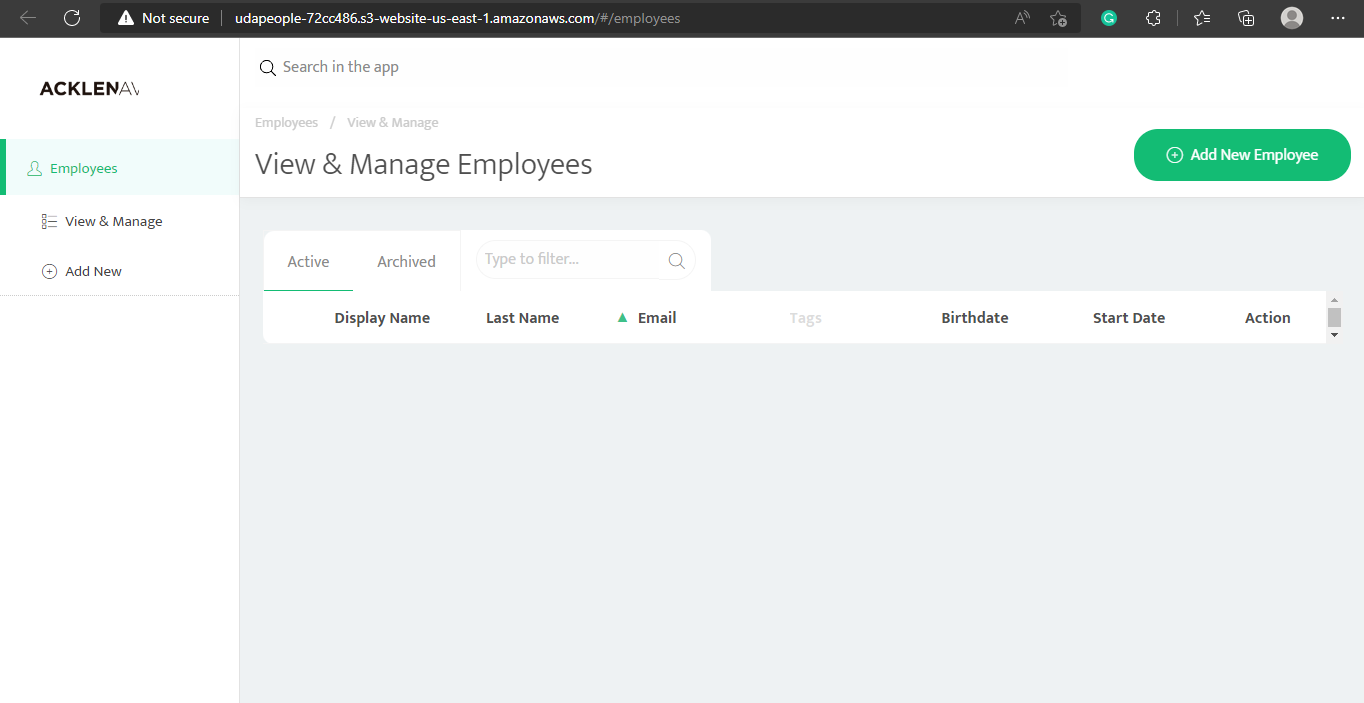 Not secure udapeople-72cc486.s3-website-us-east-1.amazonaws.com/#/employees
ACKLENAV
Search in the app
Employees / View & Manage
View & Manage Employees
Add New Employee
Employees
View & Manage
Add New
Active Archived Type to filter...
Display Name Last Name Email Tags Birthdate Start Date Action